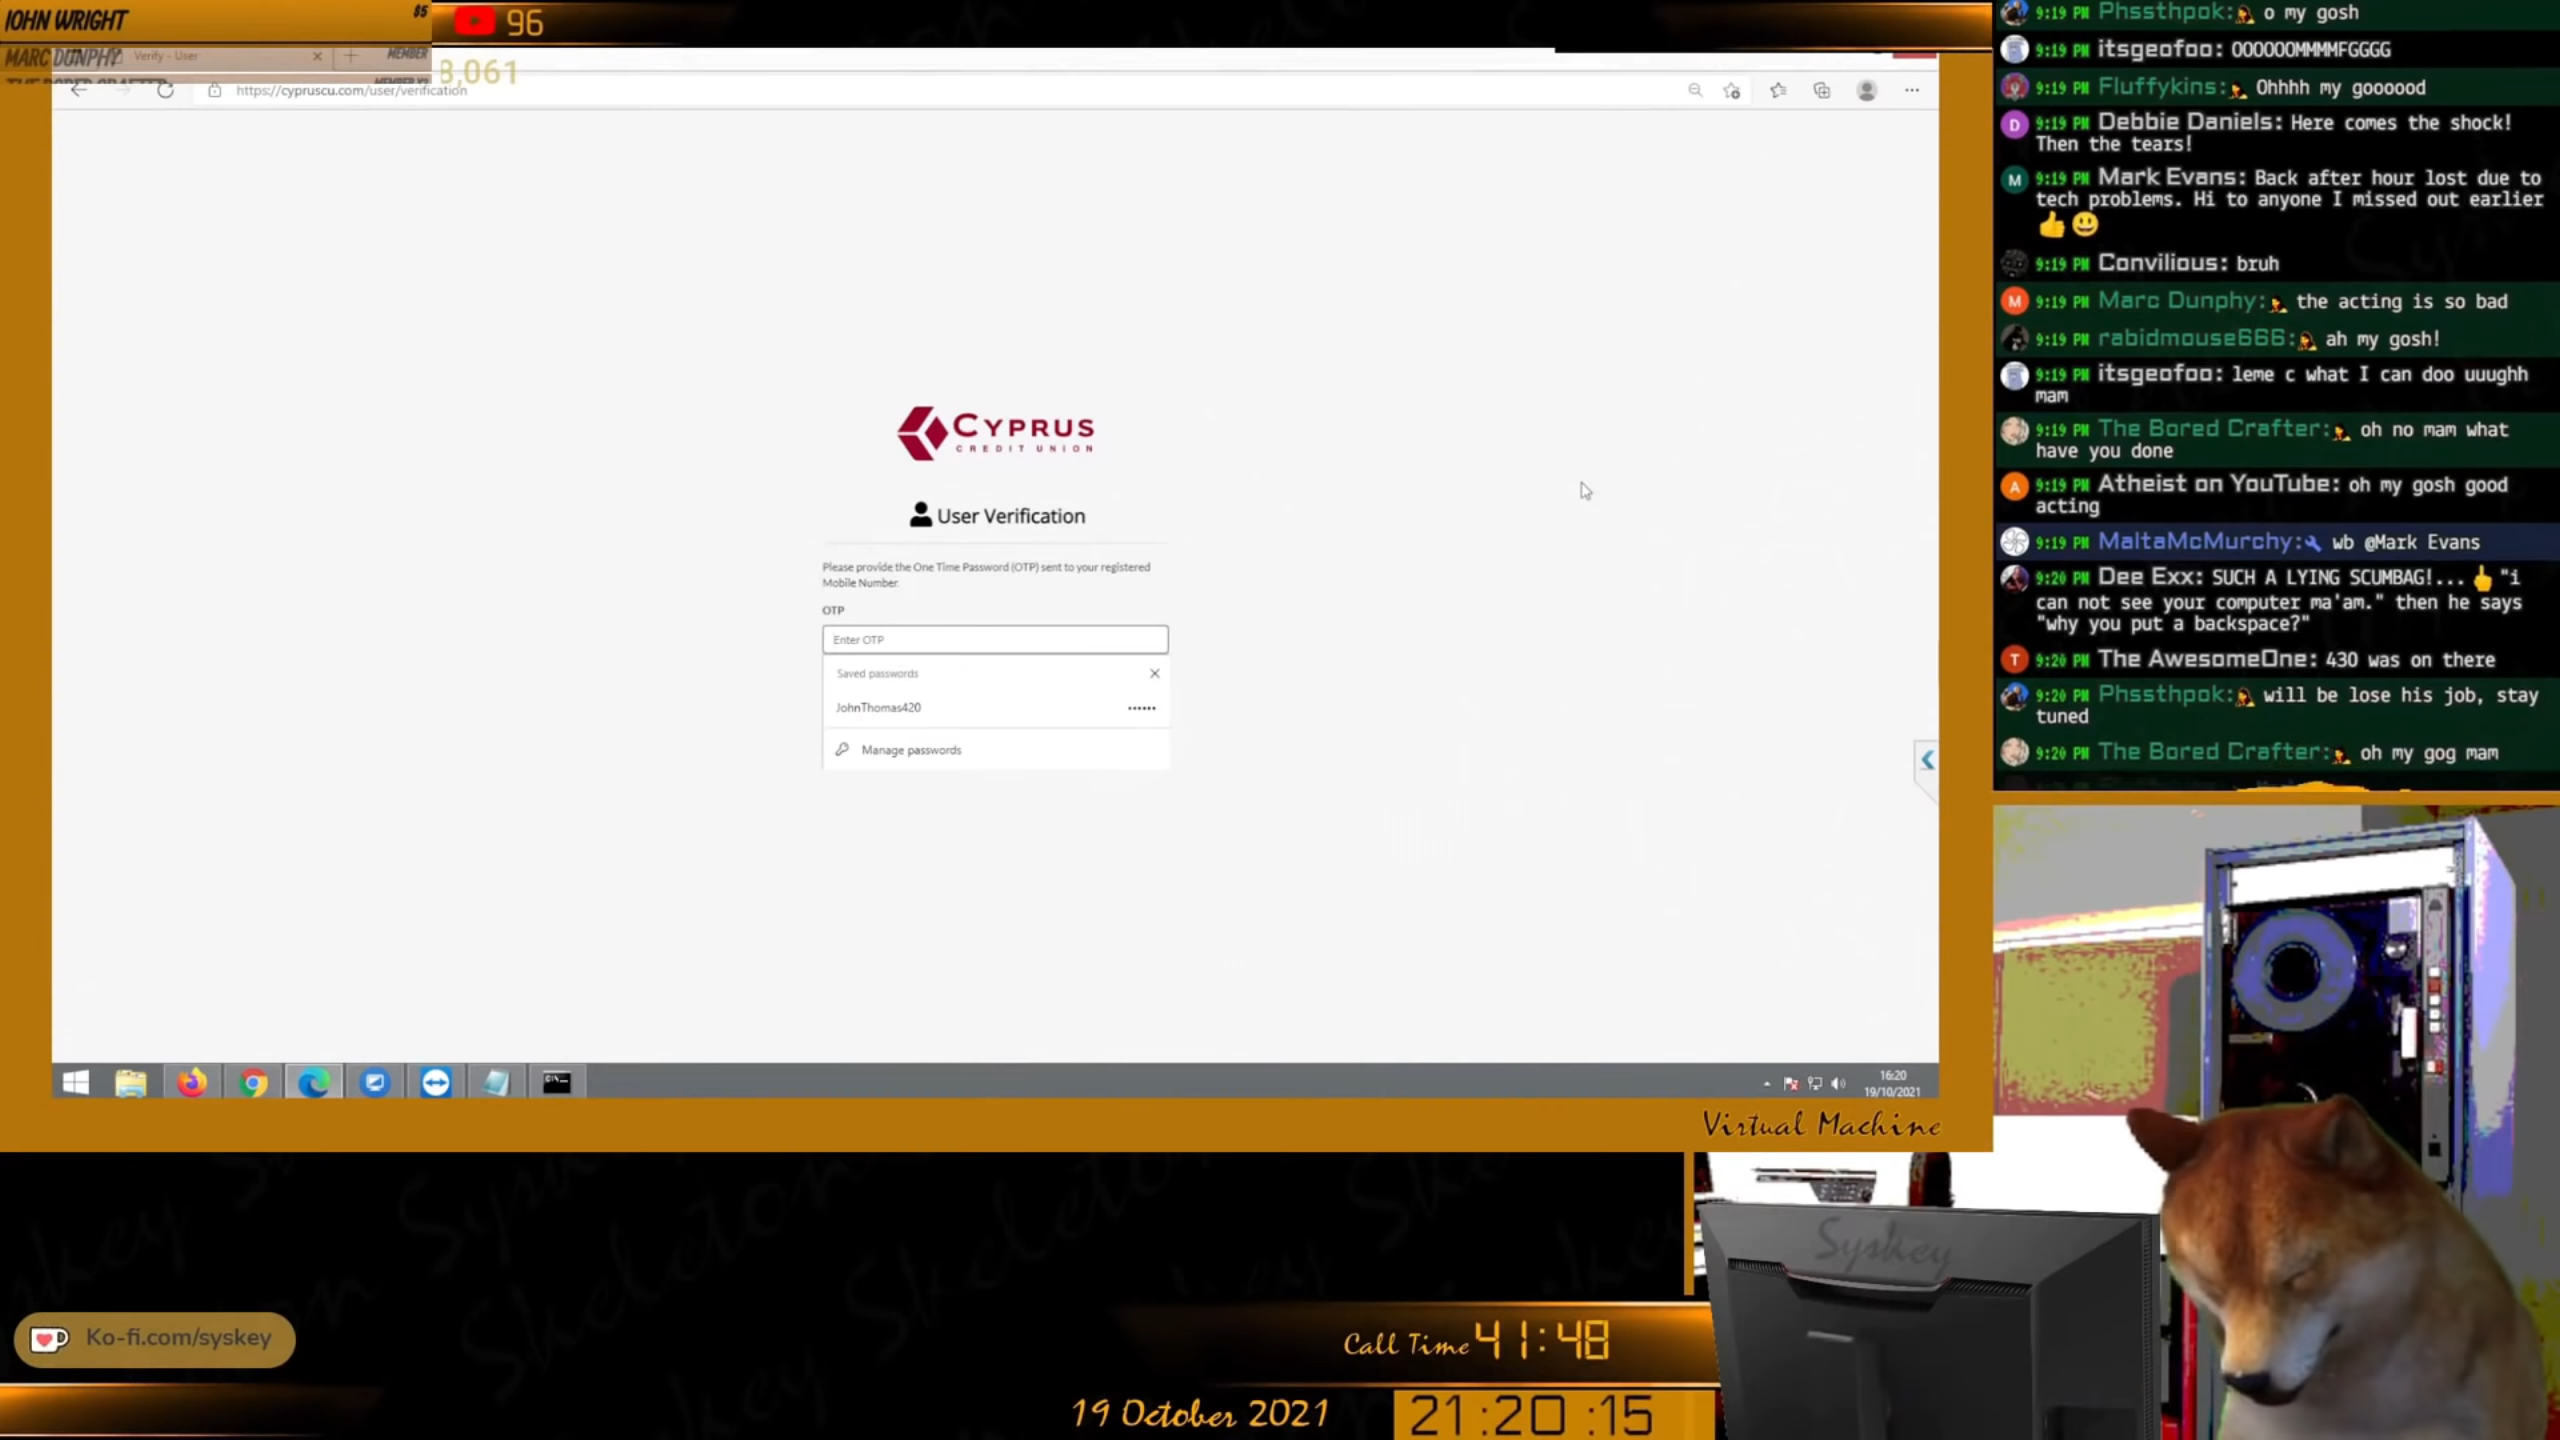 JOHN WRIGHT
$5
MARC DUNPHY
MEMBER
THE BORED CRAFTER
MEMBER X2
96
8,061
Verify - User
https://cypruscu.com/user/verification
CYPRUS
CREDIT UNION
User Verification
Please provide the One Time Password (OTP) sent to your registered
Mobile Number.
OTP
Enter OTP
Saved passwords
JohnThomas420
••••••
Manage passwords
16:20
19/10/2021
Virtual Machine
9:19 PM Phssthpok: o my gosh
9:19 PM itsgeofoo: OOOOOOMMMMFGGGG
9:19 PM Fluffykins: Ohhhh my goooood
D 9:19 PM Debbie Daniels: Here comes the shock!
Then the tears!
M 9:19 PM Mark Evans: Back after hour lost due to
tech problems. Hi to anyone I missed out earlier
👍😃
9:19 PM Convilious: bruh
M 9:19 PM Marc Dunphy: the acting is so bad
9:19 PM rabidmouse666: ah my gosh!
9:19 PM itsgeofoo: leme c what I can doo uuughh
mam
9:19 PM The Bored Crafter: oh no mam what
have you done
A 9:19 PM Atheist on YouTube: oh my gosh good
acting
9:19 PM MaltaMcMurchy: wb @Mark Evans
9:20 PM Dee Exx: SUCH A LYING SCUMBAG!...🖕"i
can not see your computer ma'am." then he says
"why you put a backspace?"
T 9:20 PM The AwesomeOne: 430 was on there
9:20 PM Phssthpok: will be lose his job, stay
tuned
9:20 PM The Bored Crafter: oh my gog mam
Syskey
Ko-fi.com/syskey
Call Time 41:48
19 October 2021
21:20:15